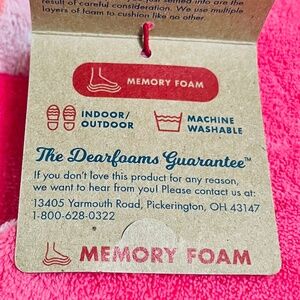 result of careful consideration. We use multiple
layers of foam to cushion like no other.
MEMORY FOAM
INDOOR/
OUTDOOR
MACHINE
WASHABLE
The Dearfoams Guarantee™
If you don't love this product for any reason,
we want to hear from you! Please contact us at:
13405 Yarmouth Road, Pickerington, OH 43147
1-800-628-0322
MEMORY FOAM